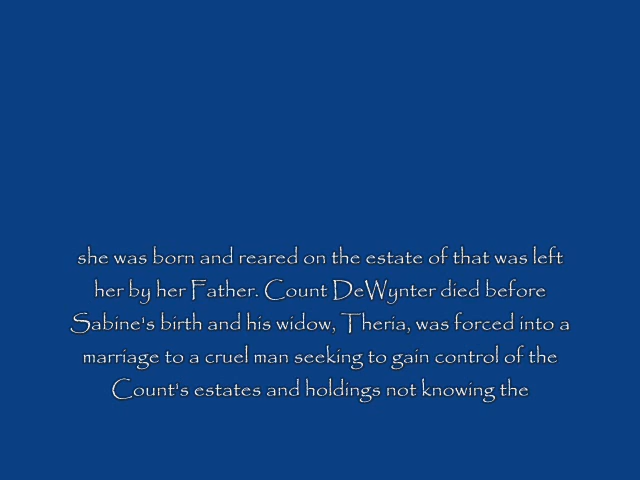 she was born and reared on the estate of that was left
her by her Father. Count DeWynter died before
Sabine's birth and his widow, Theria, was forced into a
marriage to a cruel man seeking to gain control of the
Count's estates and holdings not knowing the